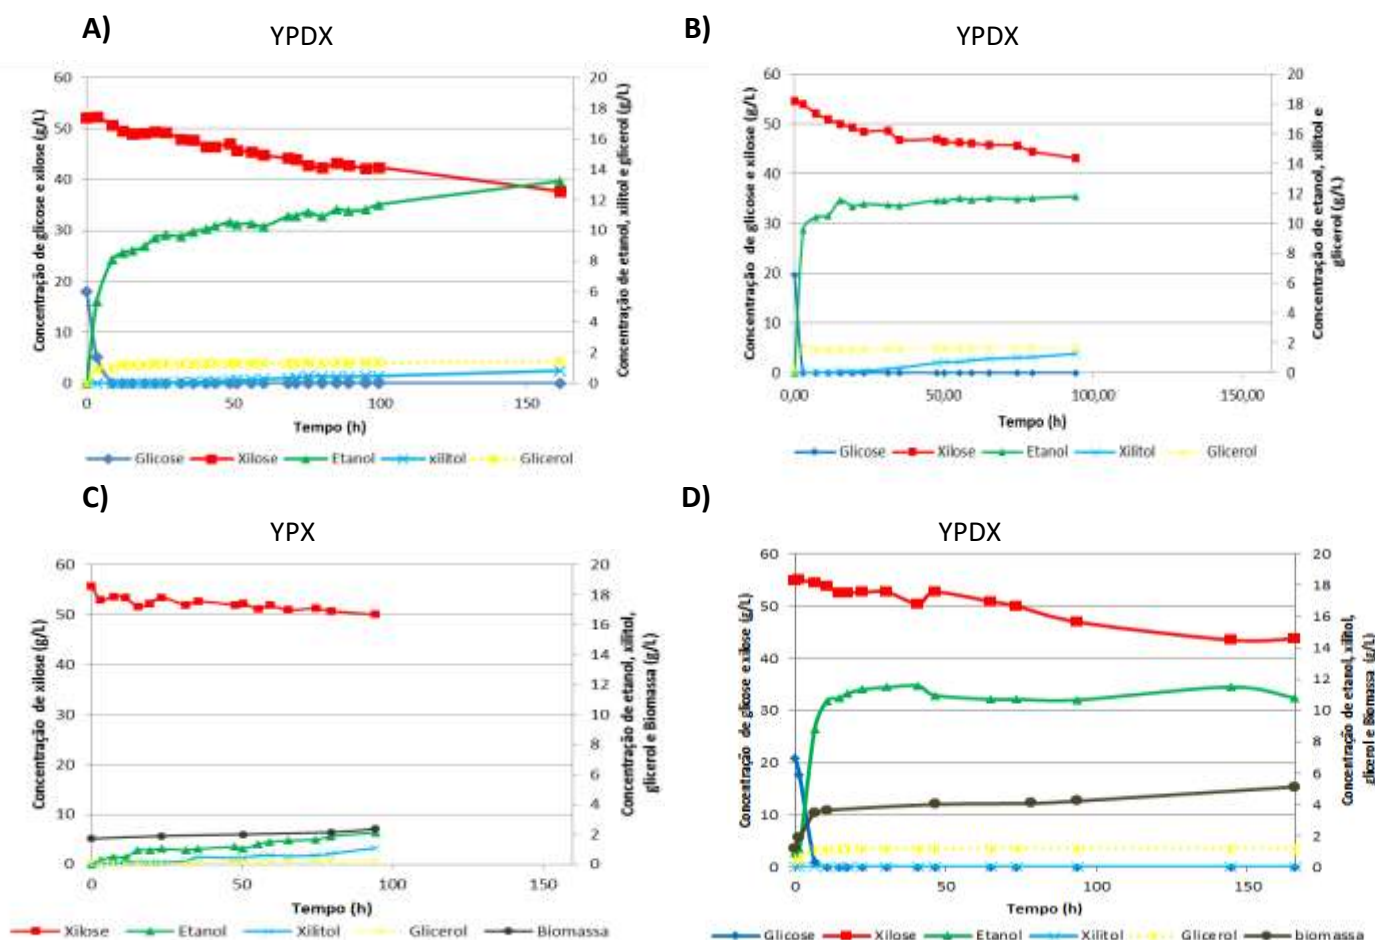 A)
YPDX
Concentração de glicose e xilose (g/L)
60
50
40
30
20
10
0
20
18
16
14
12
10
8
6
4
2
0
Concentração de etanol, xilitol e glicerol (g/L)
0
50
100
150
Tempo (h)
Glicose
Xilose
Etanol
xilitol
Glicerol
B)
YPDX
Concentração de glicose e xilose (g/L)
60
50
40
30
20
10
0
20
18
16
14
12
10
8
6
4
2
0
Concentração de etanol, xilitol e
glicerol (g/L)
0,00
50,00
100,00
150,00
Tempo (h)
Glicose
Xilose
Etanol
Xilitol
Glicerol
C)
YPX
Concentração de xilose (g/L)
60
50
40
30
20
10
0
20
18
16
14
12
10
8
6
4
2
0
Concentração de etanol, xilitol,
glicerol e Biomassa (g/L)
0
50
100
150
Tempo (h)
Xilose
Etanol
Xilitol
Glicerol
Biomassa
D)
YPDX
Concentração de glicose e xilose (g/L)
60
50
40
30
20
10
0
20
18
16
14
12
10
8
6
4
2
0
Concentração de etanol, xilitol,
glicerol e Biomassa (g/L)
0
50
100
150
Tempo (h)
Glicose
Xilose
Etanol
Xilitol
Glicerol
biomassa